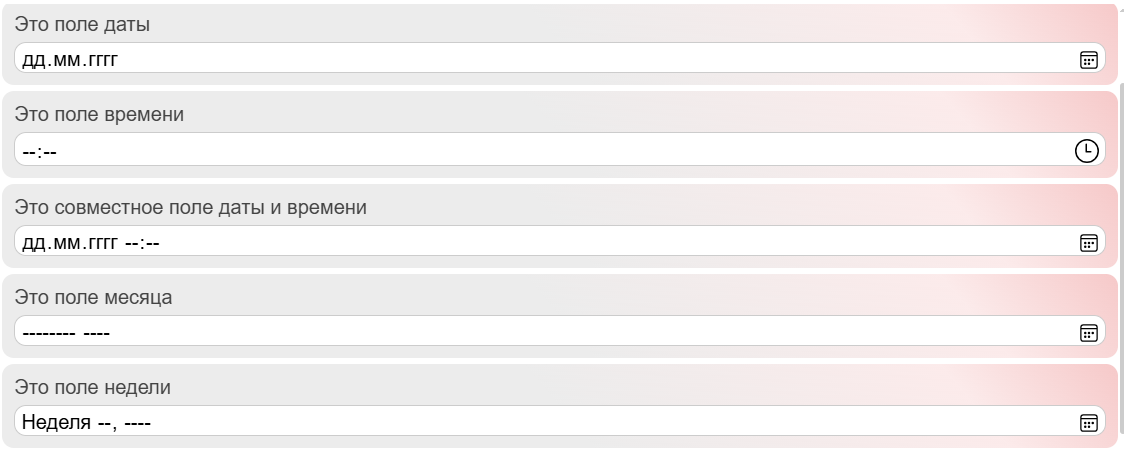 Это поле даты
дд.мм.гггг
Это поле времени
--:--
Это совместное поле даты и времени
дд.мм.гггг --:--
Это поле месяца
-------- ----
Это поле недели
Неделя --, ----